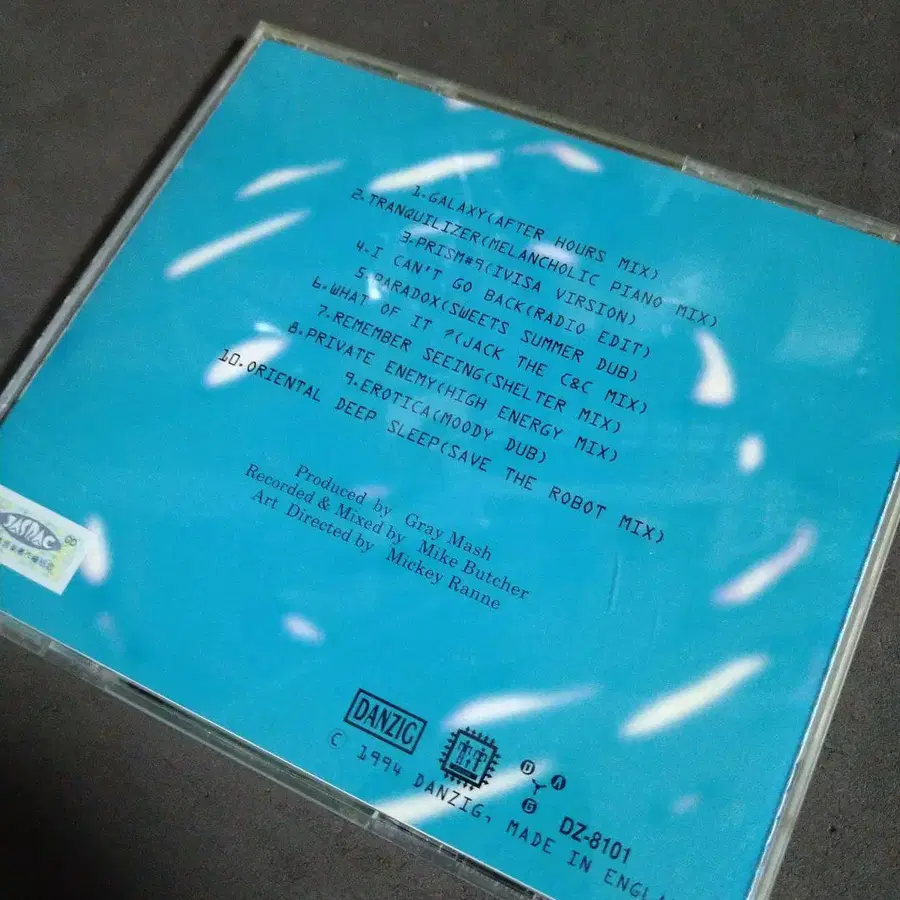 1.GALAXY(AFTER HOURS MIX)
2.TRANQUILIZER(MELANCHOLIC PIANO MIX)
3.PRISM#9(IVISA VIRSION)
4.I CAN'T GO BACK(RADIO EDIT)
5.PARADOX(SWEETS SUMMER DUB)
6.WHAT OF IT ?(JACK THE C&C MIX)
7.REMEMBER SEEING(SHELTER MIX)
8.PRIVATE ENEMY(HIGH ENERGY MIX)
9.EROTICA(MOODY DUB)
10.ORIENTAL DEEP SLEEP(SAVE THE ROBOT MIX)
Produced by Gray Mash
Recorded & Mixed by Mike Butcher
Art Directed by Mickey Ranne
JASRAC
DANZIG
DZ-8101
© 1994 DANZIG, MADE IN ENGLA